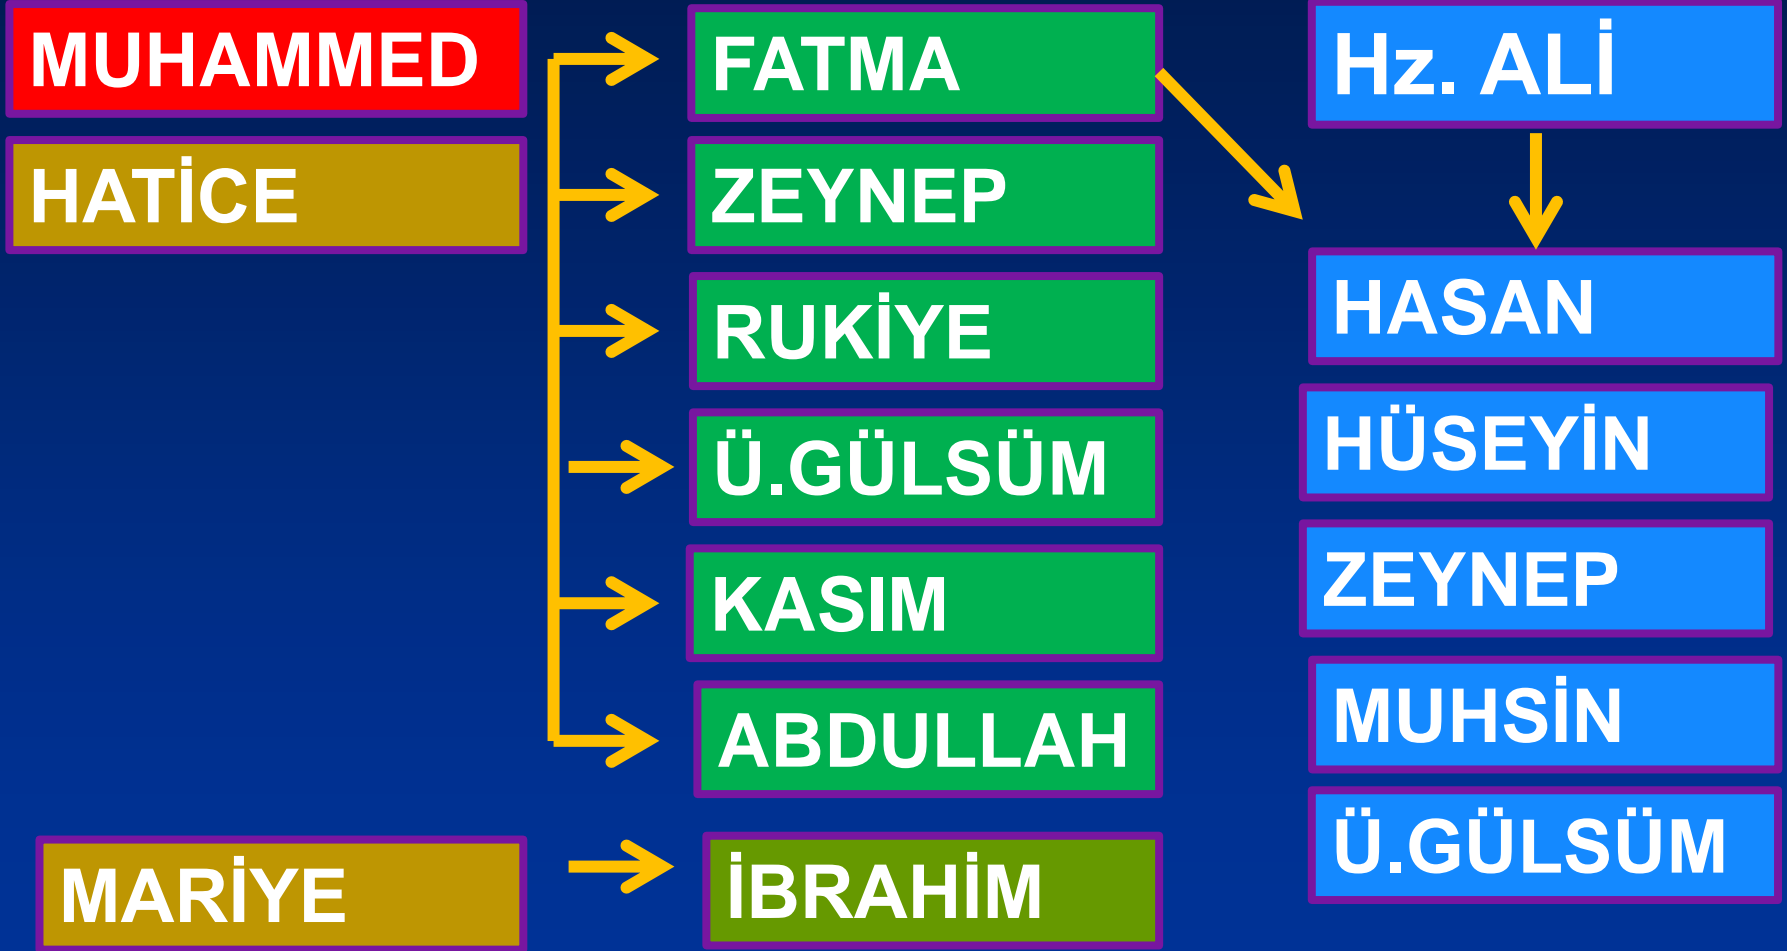 MUHAMMED
HATİCE
FATMA
ZEYNEP
RUKİYE
Ü.GÜLSÜM
KASIM
ABDULLAH
MARİYE
İBRAHİM
Hz. ALİ
HASAN
HÜSEYİN
ZEYNEP
MUHSİN
Ü.GÜLSÜM